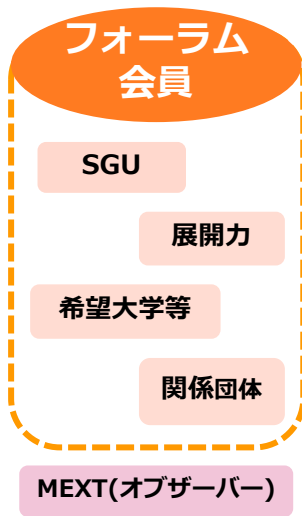 フォーラム
会員
SGU
展開力
希望大学等
関係団体
MEXT(オブザーバー)